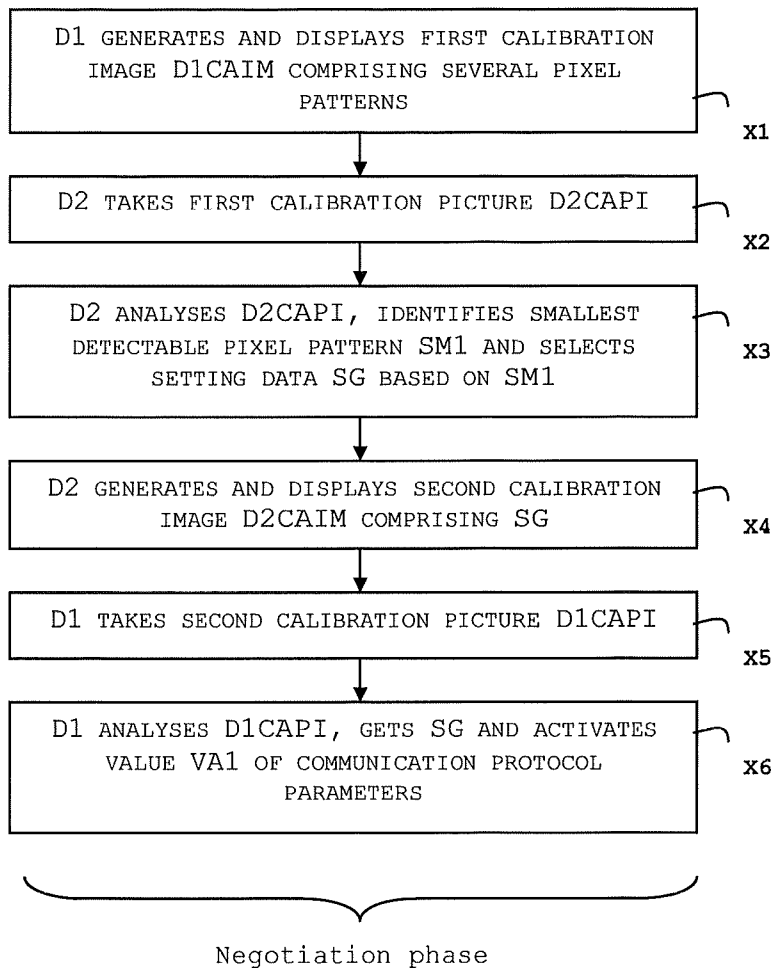 D1 GENERATES AND DISPLAYS FIRST CALIBRATION
IMAGE D1CAIM COMPRISING SEVERAL PIXEL
PATTERNS
X1
D2 TAKES FIRST CALIBRATION PICTURE D2CAPI
X2
D2 ANALYSES D2CAPI, IDENTIFIES SMALLEST
DETECTABLE PIXEL PATTERN SM1 AND SELECTS
SETTING DATA SG BASED ON SM1
X3
D2 GENERATES AND DISPLAYS SECOND CALIBRATION
IMAGE D2CAIM COMPRISING SG
X4
D1 TAKES SECOND CALIBRATION PICTURE D1CAPI
X5
D1 ANALYSES D1CAPI, GETS SG AND ACTIVATES
VALUE VA1 OF COMMUNICATION PROTOCOL
PARAMETERS
X6
Negotiation phase